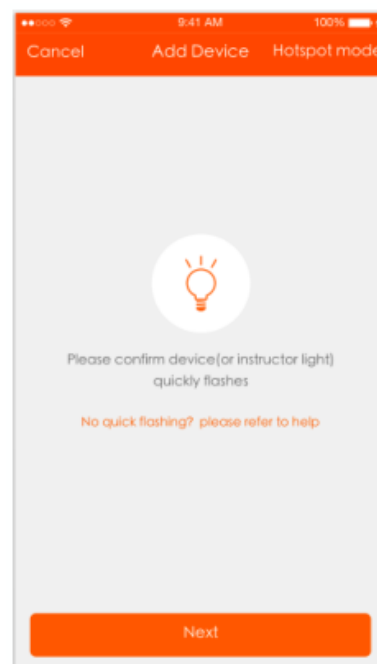 9:41 AM 100%
Cancel Add Device Hotspot mode
Please confirm device(or instructor light)
quickly flashes
No quick flashing? please refer to help
Next